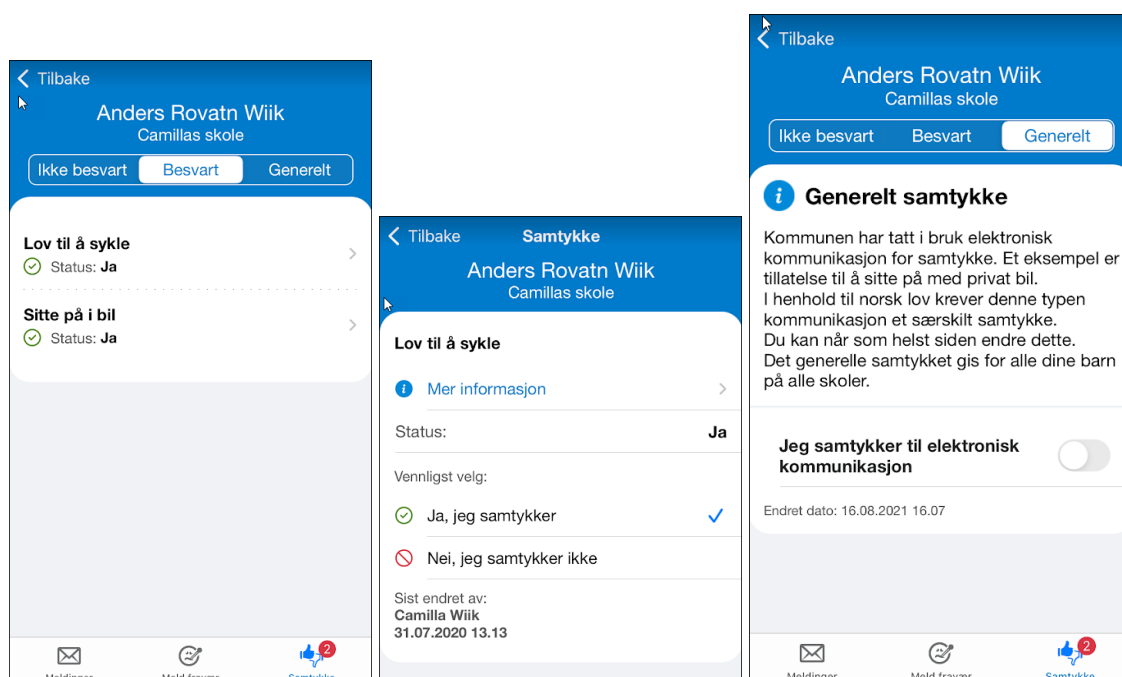 Tilbake
Anders Rovatn Wiik
Camillas skole
Ikke besvart Besvart Generelt
Lov til å sykle
Status: Ja
Sitte på i bil
Status: Ja
2
Meldinger Meld fravær Samtykke
Tilbake Samtykke
Anders Rovatn Wiik
Camillas skole
Lov til å sykle
Mer informasjon
Status: Ja
Vennligst velg:
Ja, jeg samtykker
Nei, jeg samtykker ikke
Sist endret av:
Camilla Wiik
31.07.2020 13.13
Tilbake
Anders Rovatn Wiik
Camillas skole
Ikke besvart Besvart Generelt
Generelt samtykke
Kommunen har tatt i bruk elektronisk
kommunikasjon for samtykke. Et eksempel er
tillatelse til å sitte på med privat bil.
I henhold til norsk lov krever denne typen
kommunikasjon et særskilt samtykke.
Du kan når som helst siden endre dette.
Det generelle samtykket gis for alle dine barn
på alle skoler.
Jeg samtykker til elektronisk
kommunikasjon
Endret dato: 16.08.2021 16.07
2
Meldinger Meld fravær Samtykke